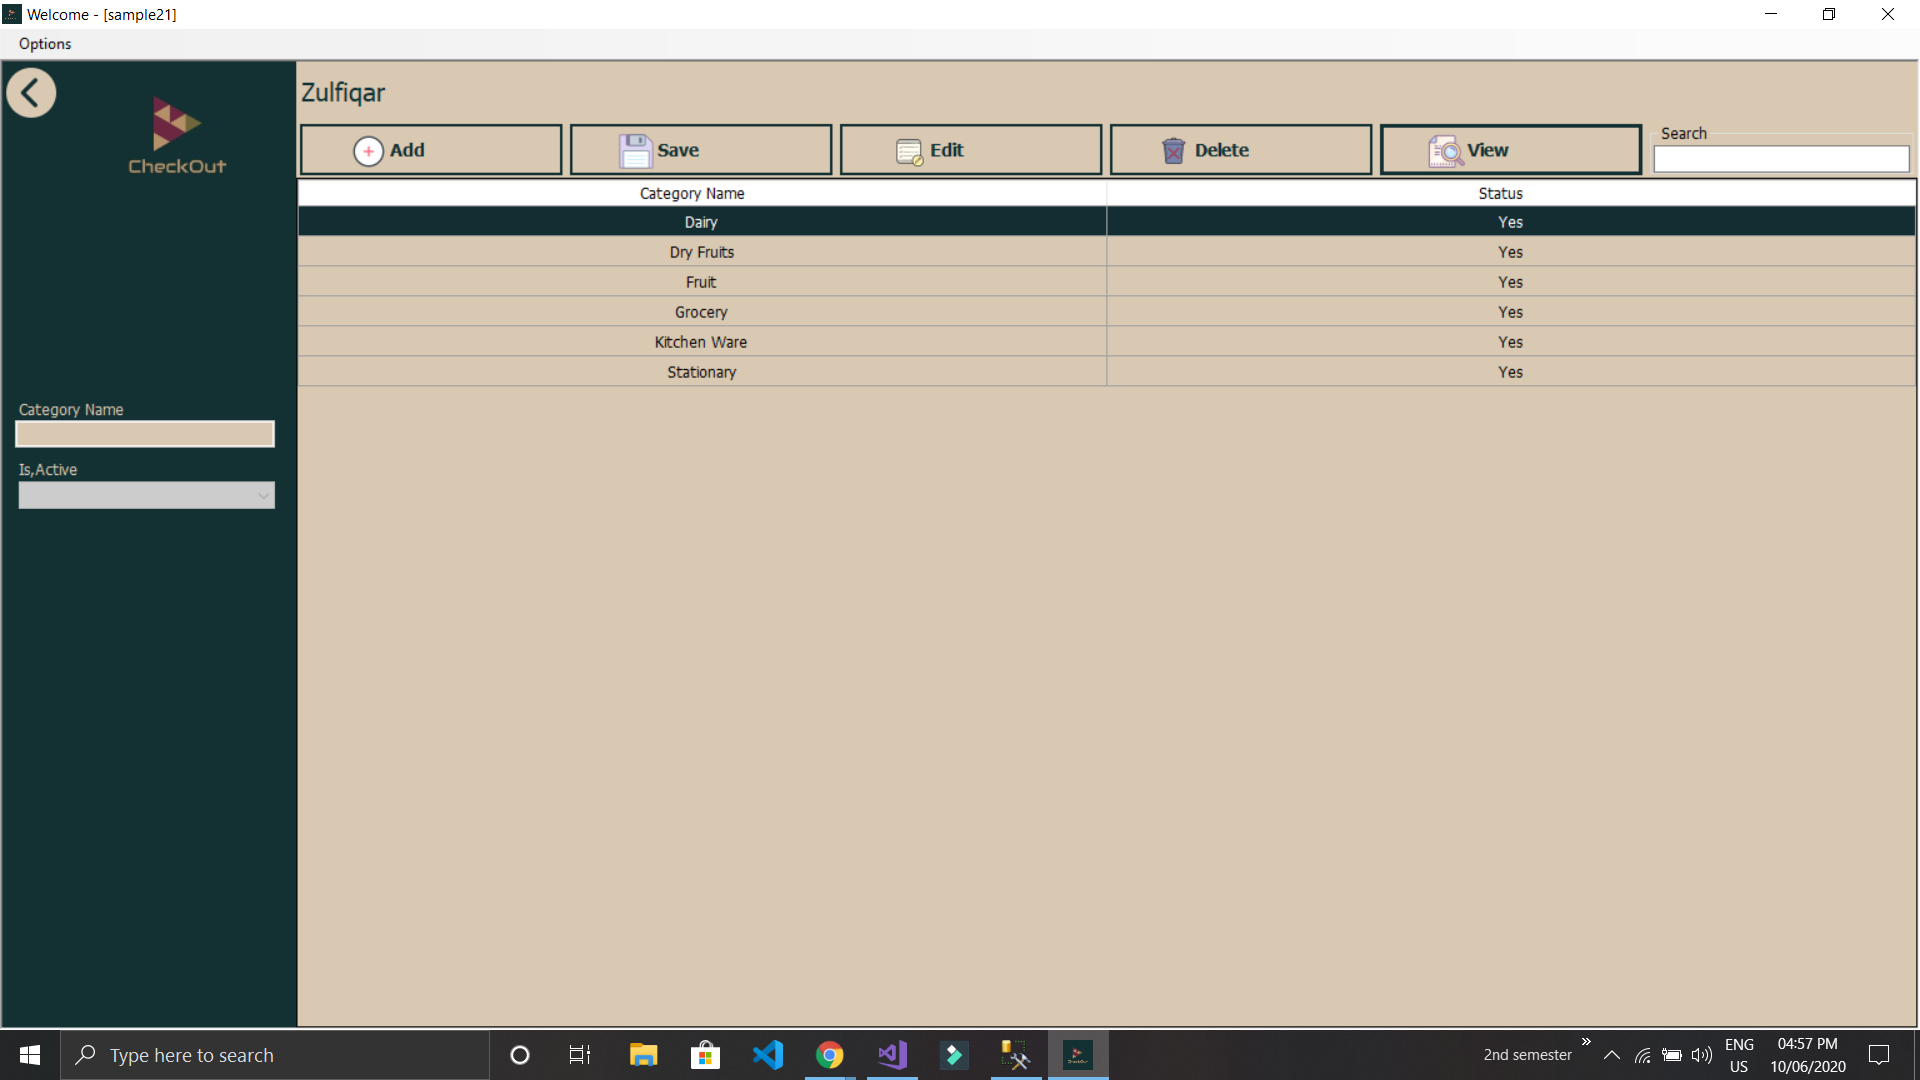 Welcome - [sample21]
Options
CheckOut
Zulfiqar
Add
Save
Edit
Delete
View
Search
Category Name Status
Dairy Yes
Dry Fruits Yes
Fruit Yes
Grocery Yes
Kitchen Ware Yes
Stationary Yes
Category Name
Is,Active
Type here to search
2nd semester
ENG
US
04:57 PM
10/06/2020